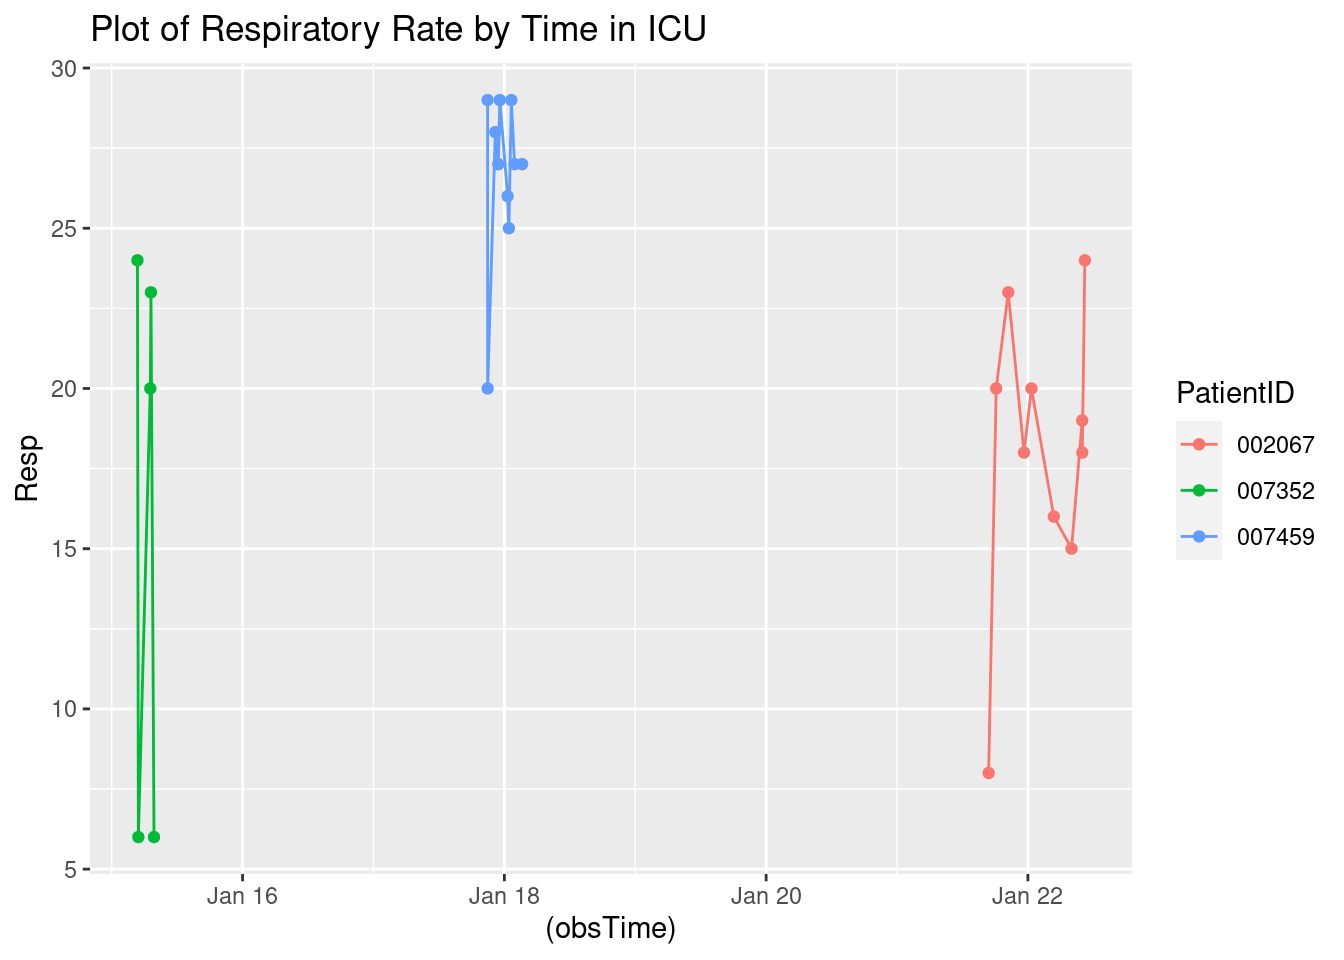 Plot of Respiratory Rate by Time in ICU
30
25
20
15
10
5
Resp
Jan 16
Jan 18
Jan 20
Jan 22
(obsTime)
PatientID
002067
007352
007459